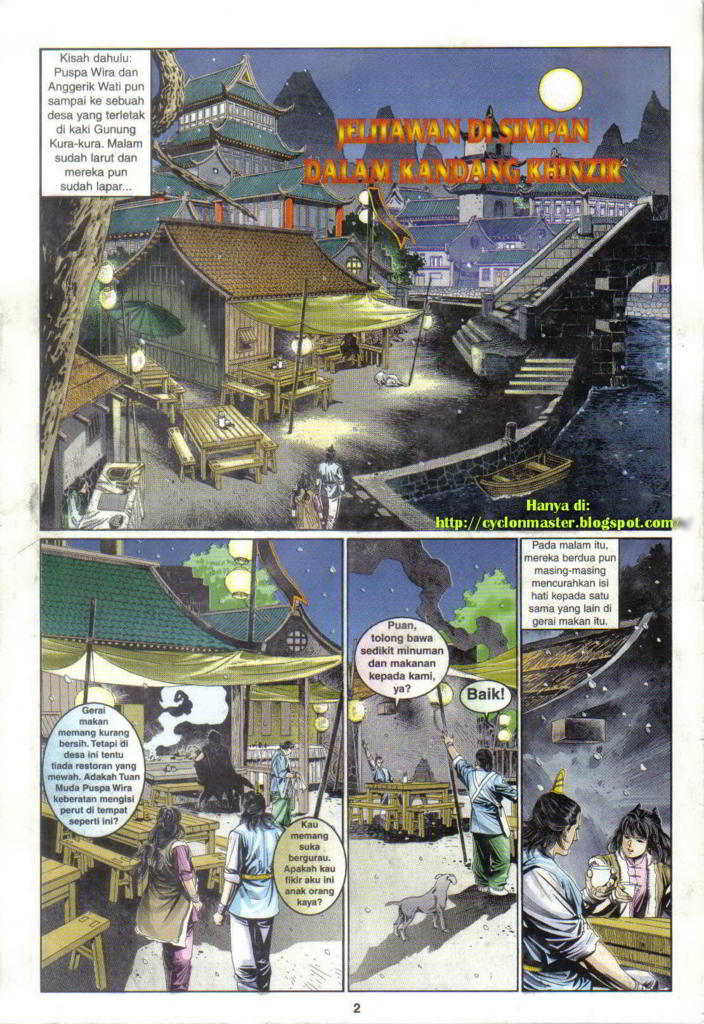 Kisah dahulu:
Puspa Wira dan
Anggerik Wati pun
sampai ke sebuah
desa yang terletak
di kaki Gunung
Kura-kura. Malam
sudah larut dan
mereka pun
sudah lapar...
JELITAWAN DI SIMPAN
DALAM KANDANG KHINZIR
Hanya di:
http://cyclonmaster.blogspot.com
Gerai
makan
memang kurang
bersih. Tetapi di
desa ini tentu
tiada restoran yang
mewah. Adakah Tuan
Muda Puspa Wira
keberatan mengisi
perut di tempat
seperti ini?
Kau
memang
suka
bergurau.
Apakah kau
fikir aku ini
anak orang
kaya?
Puan,
tolong bawa
sedikit minuman
dan makanan
kepada kami,
ya?
Baik!
Pada malam itu,
mereka berdua pun
masing-masing
mencurahkan isi
hati kepada satu
sama yang lain di
gerai makan itu.
2